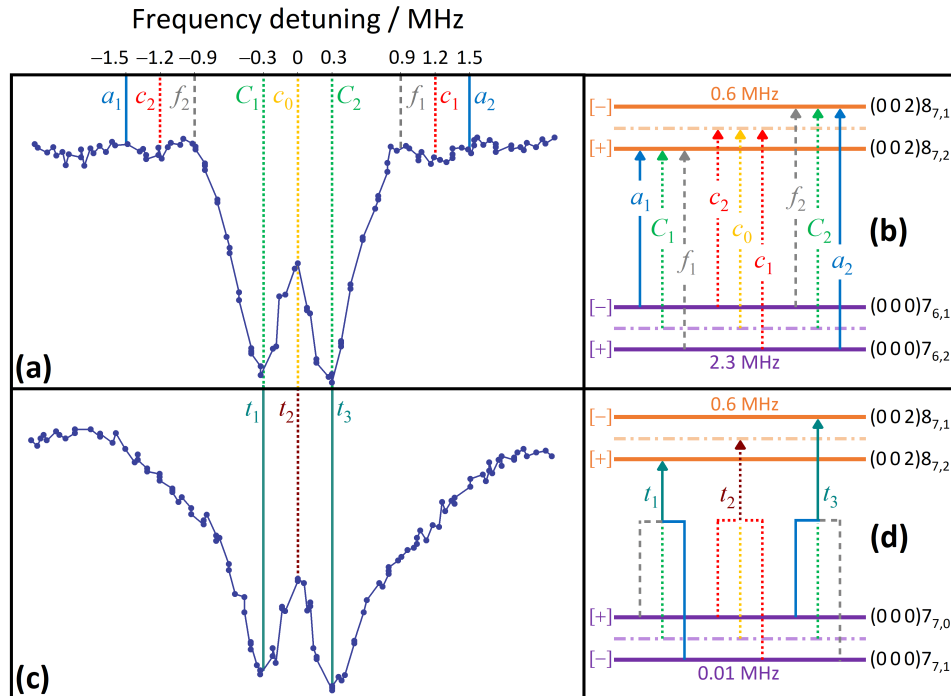 Frequency detuning / MHz
−1.5 −1.2 −0.9 −0.3 0 0.3 0.9 1.2 1.5
a₁ c₂ f₂ C₁ c₀ C₂ f₁ c₁ a₂
(a)
[−] 0.6 MHz (0 0 2)8₇,₁
[+] (0 0 2)8₇,₂
a₁ C₁ f₁ c₂ c₀ c₁ f₂ C₂ a₂
(b)
[−] (0 0 0)7₆,₁
[+] (0 0 0)7₆,₂
2.3 MHz
t₁ t₂ t₃
(c)
[−] 0.6 MHz (0 0 2)8₇,₁
[+] (0 0 2)8₇,₂
t₁ t₂ t₃
(d)
[+] (0 0 0)7₇,₀
[−] (0 0 0)7₇,₁
0.01 MHz